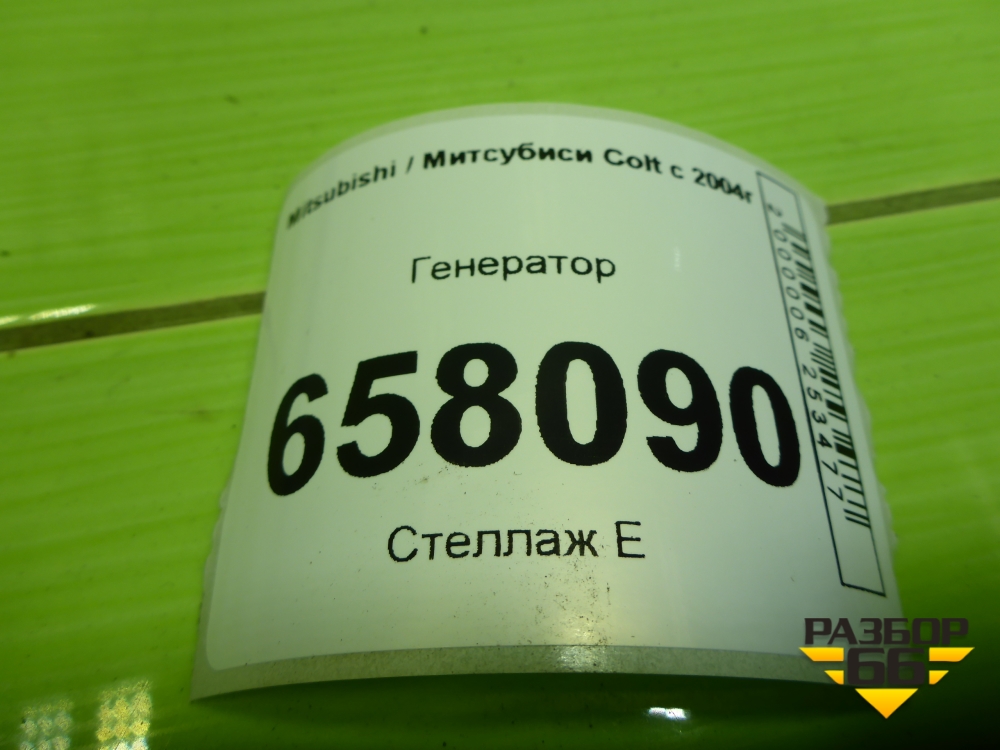 Mitsubishi / Митсубиси Colt с 2004г
Генератор
658090
Стеллаж Е
2000006253477
РАЗБОР
66